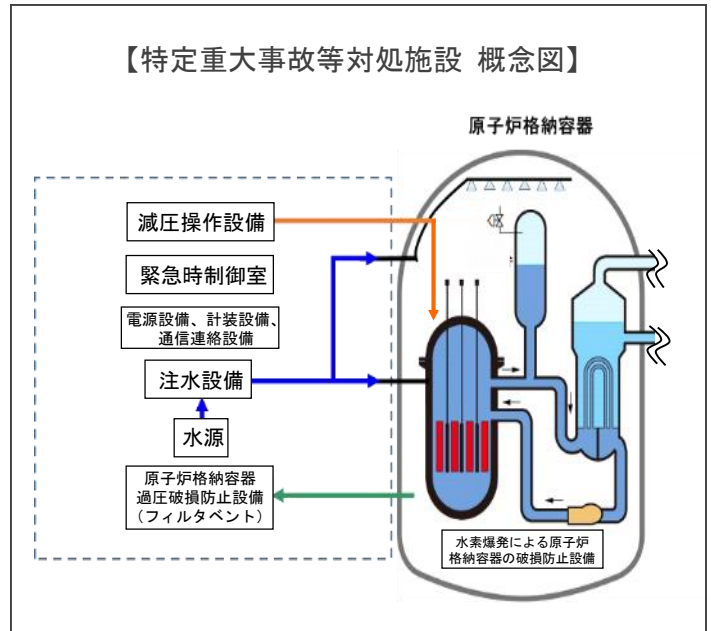 【特定重大事故等対処施設 概念図】
原子炉格納容器
減圧操作設備
緊急時制御室
電源設備、計装設備、
通信連絡設備
注水設備
水源
原子炉格納容器
過圧破損防止設備
（フィルタベント）
水素爆発による原子炉
格納容器の破損防止設備